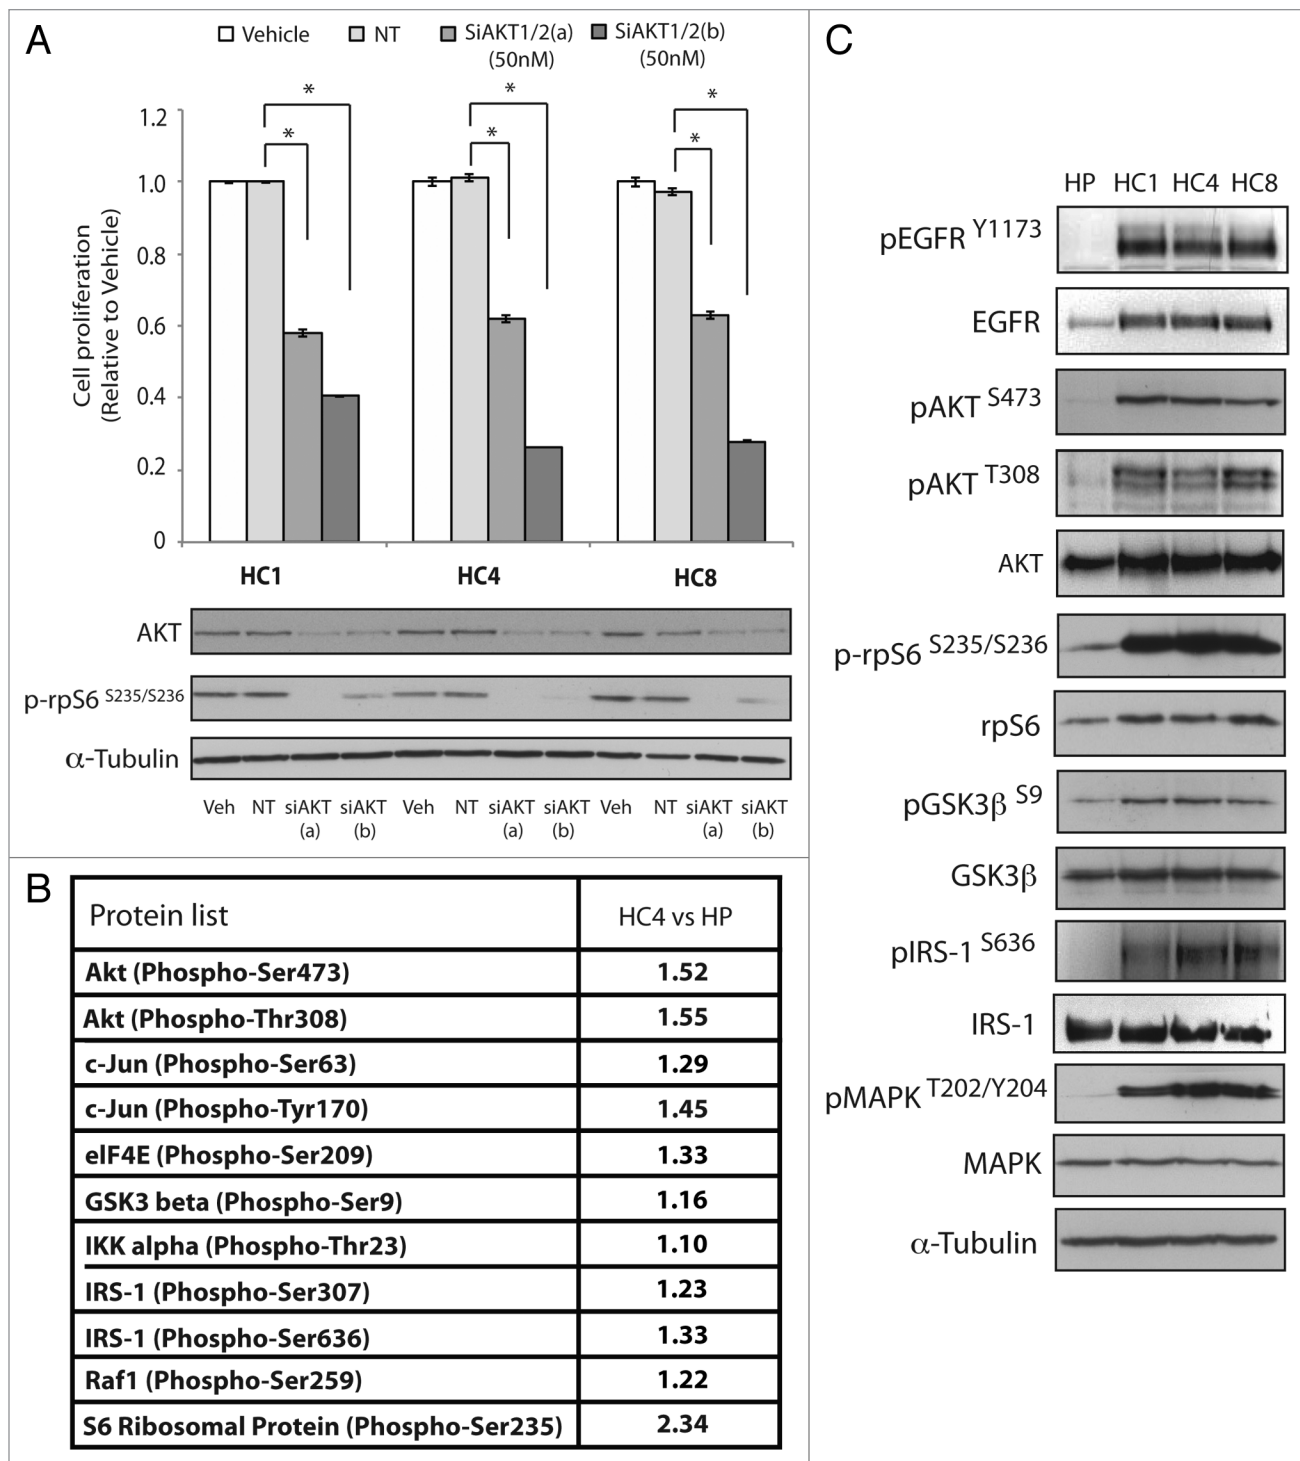 A
Vehicle NT SiAKT1/2(a) SiAKT1/2(b)
(50nM) (50nM)
* * *
* * *
1.2
1.0
0.8
0.6
0.4
0.2
0
Cell proliferation
(Relative to Vehicle)
HC1 HC4 HC8
AKT
p-rpS6 S235/S236
α-Tubulin
Veh NT siAKT siAKT Veh NT siAKT siAKT Veh NT siAKT siAKT
(a) (b) (a) (b) (a) (b)
B
Protein list HC4 vs HP
Akt (Phospho-Ser473) 1.52
Akt (Phospho-Thr308) 1.55
c-Jun (Phospho-Ser63) 1.29
c-Jun (Phospho-Tyr170) 1.45
elF4E (Phospho-Ser209) 1.33
GSK3 beta (Phospho-Ser9) 1.16
IKK alpha (Phospho-Thr23) 1.10
IRS-1 (Phospho-Ser307) 1.23
IRS-1 (Phospho-Ser636) 1.33
Raf1 (Phospho-Ser259) 1.22
S6 Ribosomal Protein (Phospho-Ser235) 2.34
C
HP HC1 HC4 HC8
pEGFR Y1173
EGFR
pAKT S473
pAKT T308
AKT
p-rpS6 S235/S236
rpS6
pGSK3β S9
GSK3β
pIRS-1 S636
IRS-1
pMAPK T202/Y204
MAPK
α-Tubulin